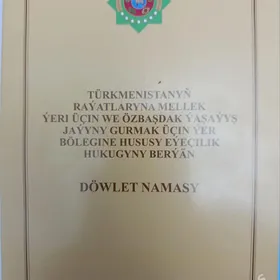 TÜRKMENISTANYŇ
RAÝATLARYNA MELLEK
ÝERI ÜÇIN WE ÖZBAŞDAK ÝAŞAÝYŞ
JAÝYNY GURMAK ÜÇIN ÝER
BÖLEGINE HUSUSY EÝEÇILIK
HUKUGYNY BERÝÄN
DÖWLET NAMASY